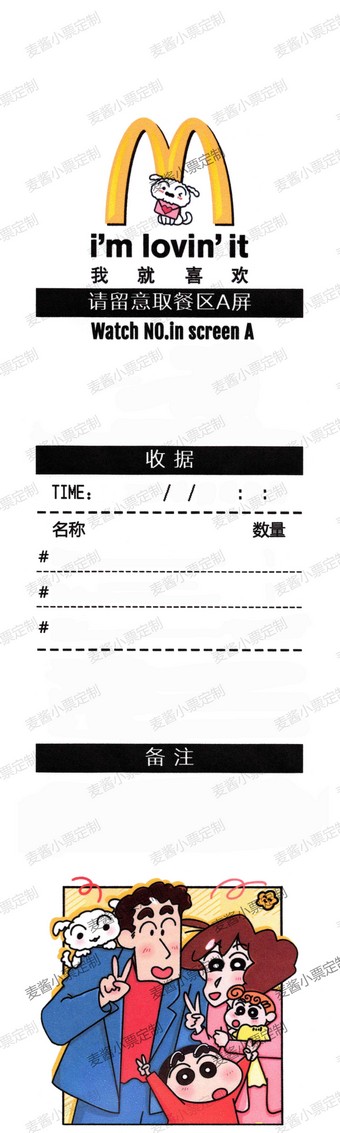 i'm lovin' it
我就喜欢
请留意取餐区A屏
Watch NO.in screen A
收据
TIME: / / : :
名称 数量
#
#
#
备注
麦酱小票定制